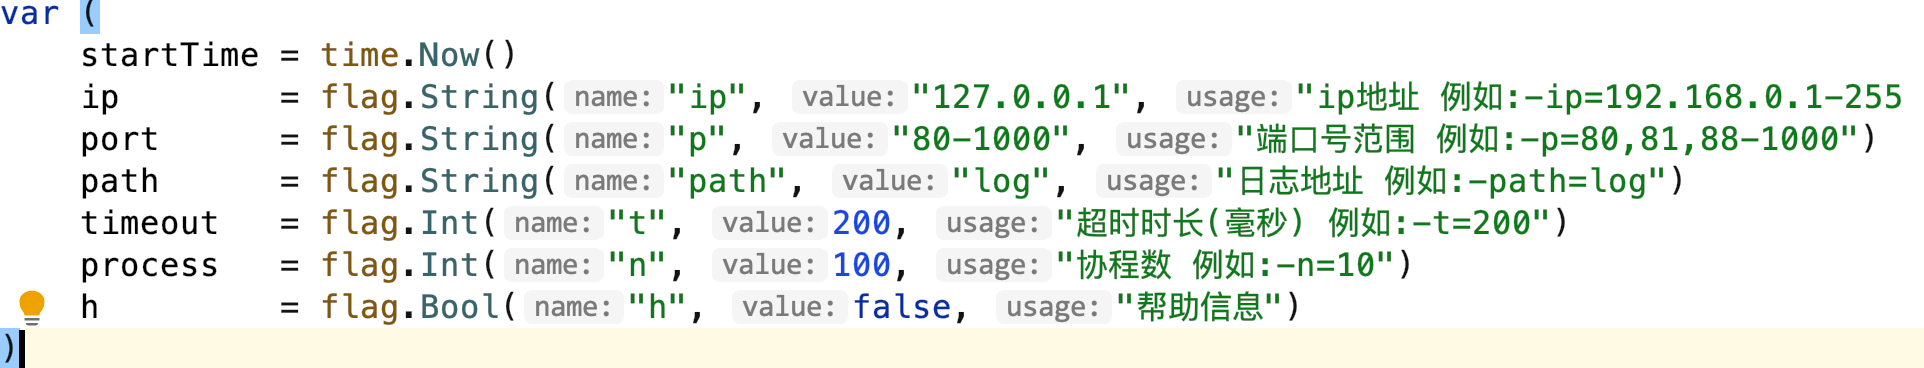 var (
    startTime = time.Now()
    ip        = flag.String( name: "ip",  value: "127.0.0.1",  usage: "ip地址 例如:-ip=192.168.0.1-255
    port      = flag.String( name: "p",  value: "80-1000",  usage: "端口号范围 例如:-p=80,81,88-1000")
    path      = flag.String( name: "path",  value: "log",  usage: "日志地址 例如:-path=log")
    timeout   = flag.Int( name: "t",  value: 200,  usage: "超时时长(毫秒) 例如:-t=200")
    process   = flag.Int( name: "n",  value: 100,  usage: "协程数 例如:-n=10")
    h         = flag.Bool( name: "h",  value: false,  usage: "帮助信息")
)